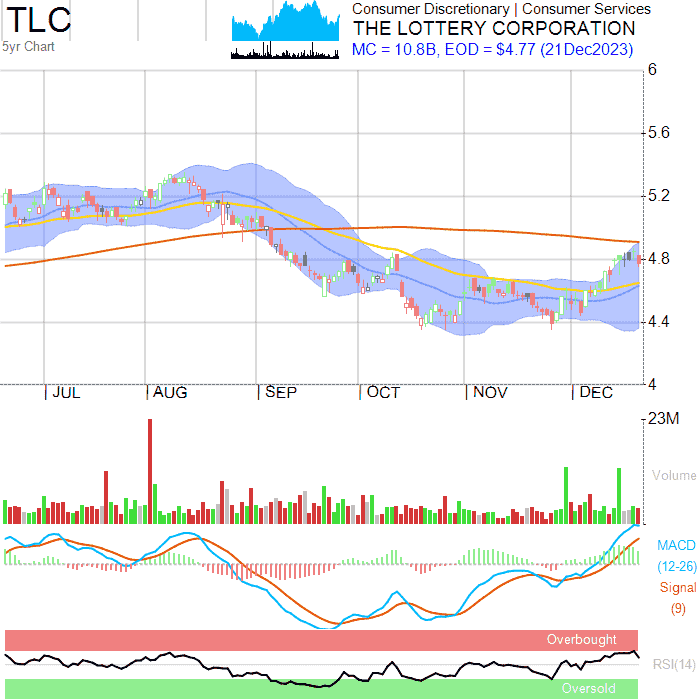 TLC
5yr Chart
Consumer Discretionary | Consumer Services
THE LOTTERY CORPORATION
MC = 10.8B, EOD = $4.77 (21Dec2023)
6
5.6
5.2
4.8
4.4
4
JUL AUG SEP OCT NOV DEC
23M
Volume
MACD
(12-26)
Signal
(9)
Overbought
RSI(14)
Oversold